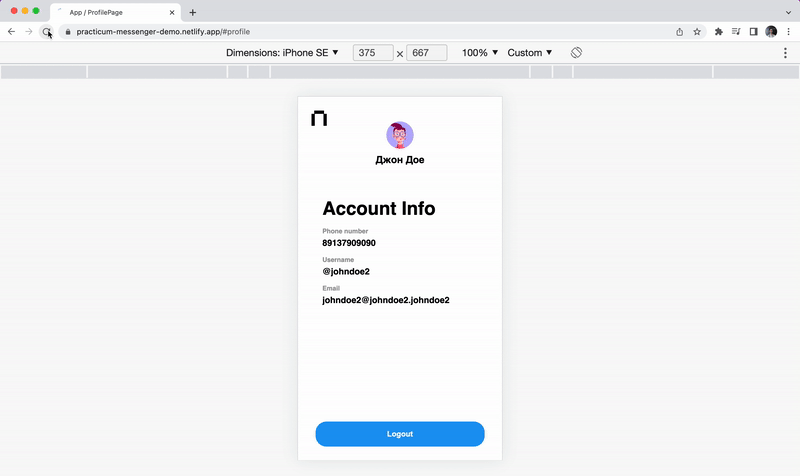 App / ProfilePage
practicum-messenger-demo.netlify.app/#profile
Dimensions: iPhone SE ▼ 375 × 667 100% ▼ Custom ▼
Джон Дое
Account Info
Phone number
89137909090
Username
@johndoe2
Email
johndoe2@johndoe2.johndoe2
Logout